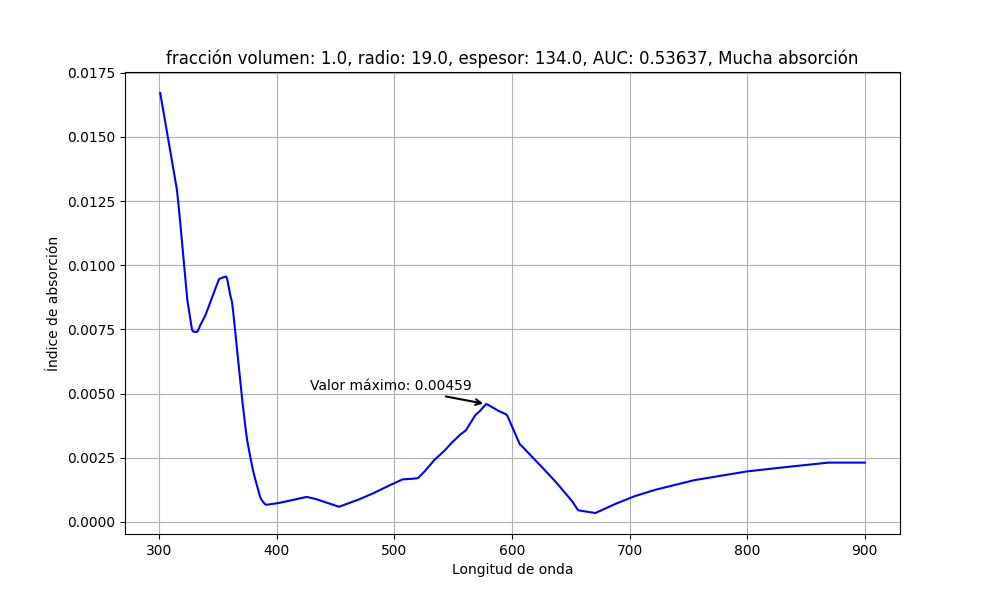 fracción volumen: 1.0, radio: 19.0, espesor: 134.0, AUC: 0.53637, Mucha absorción
0.0175
0.0150
0.0125
0.0100
0.0075
0.0050
0.0025
0.0000
Índice de absorción
Valor máximo: 0.00459
300 400 500 600 700 800 900
Longitud de onda